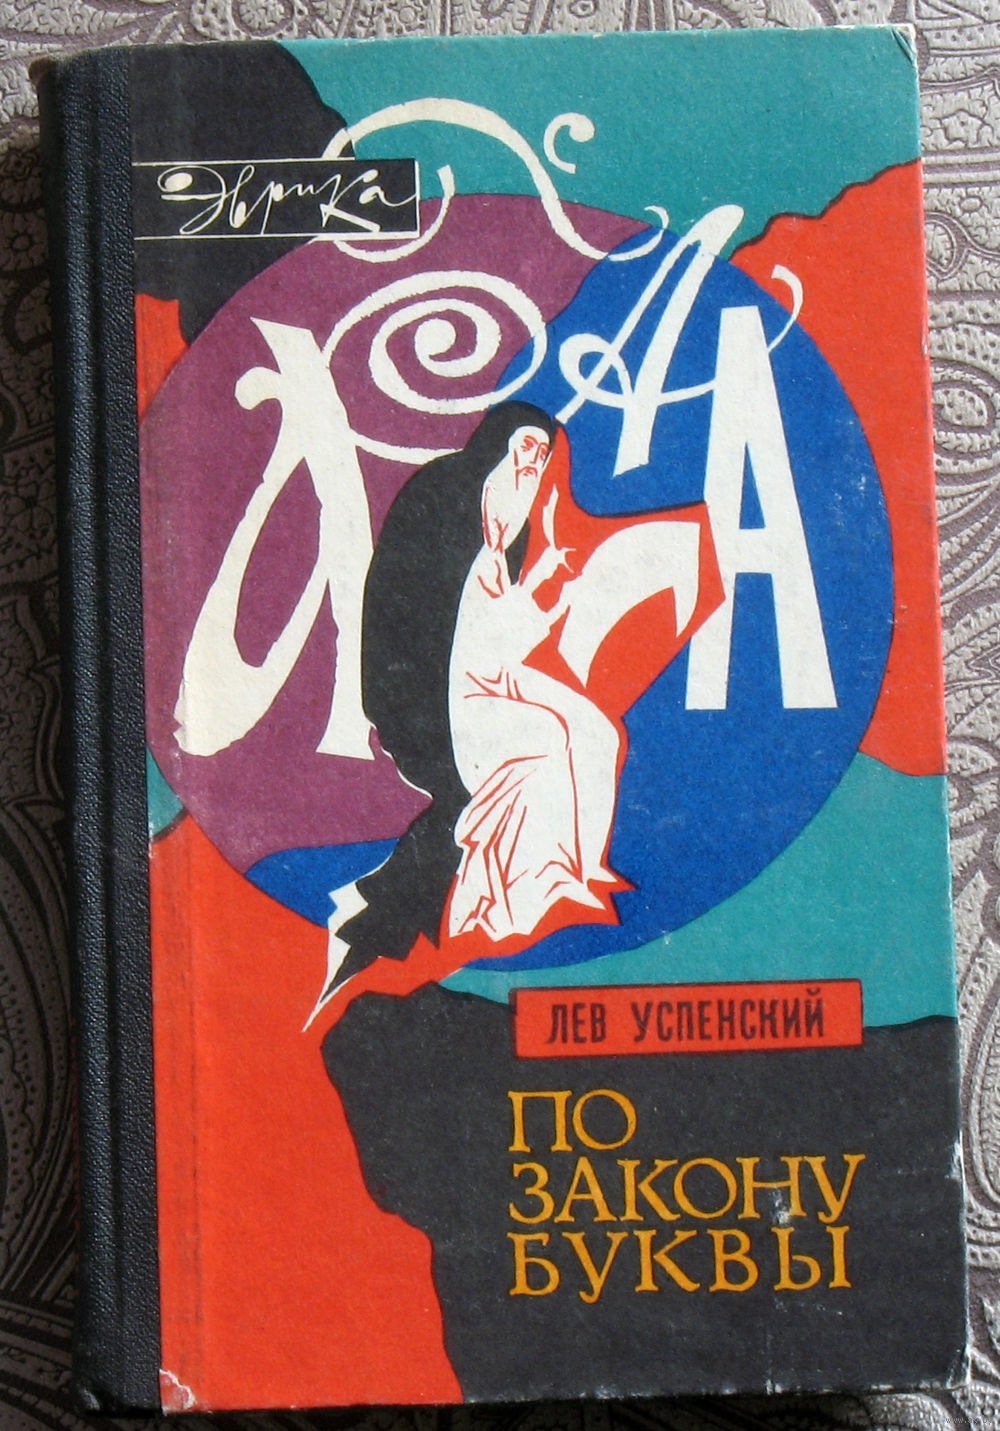 Эврика
А
А
А
ЛЕВ УСПЕНСКИЙ
ПО
ЗАКОНУ
БУКВЫ